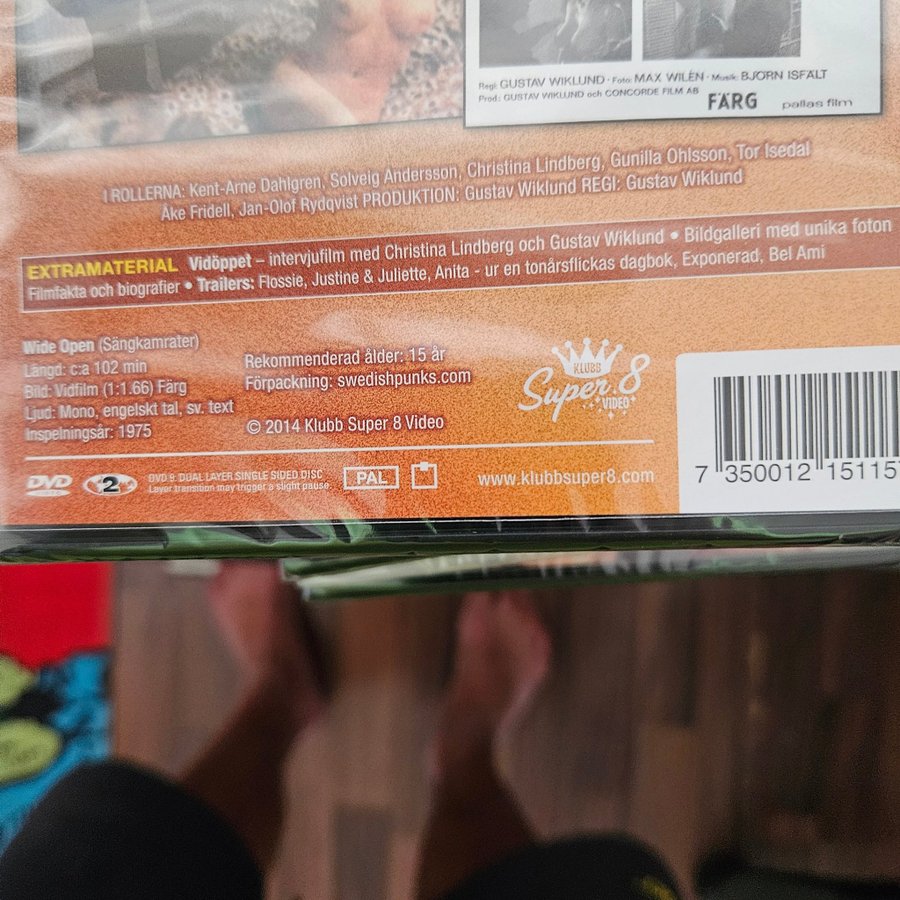 Regi: GUSTAV WIKLUND · Foto: MAX WILÉN · Musik: BJÖRN ISFÄLT
Prod: GUSTAV WIKLUND och CONCORDE FILM AB
FÄRG pallas film
I ROLLERNA: Kent-Arne Dahlgren, Solveig Andersson, Christina Lindberg, Gunilla Ohlsson, Tor Isedal
Åke Fridell, Jan-Olof Rydqvist PRODUKTION: Gustav Wiklund REGI: Gustav Wiklund
EXTRAMATERIAL Vidöppet – intervjufilm med Christina Lindberg och Gustav Wiklund • Bildgalleri med unika foton
Filmfakta och biografier • Trailers: Flossie, Justine & Juliette, Anita - ur en tonårsflickas dagbok, Exponerad, Bel Ami
Wide Open (Sängkamrater)
Längd: c:a 102 min
Bild: Vidfilm (1:1.66) Färg
Ljud: Mono, engelskt tal, sv. text
Inspelningsår: 1975
Rekommenderad ålder: 15 år
Förpackning: swedishpunks.com
© 2014 Klubb Super 8 Video
KLUBB
Super 8
VIDEO
DVD
2
DVD 9: DUAL LAYER SINGLE SIDED DISC
Layer transition may trigger a slight pause.
PAL
www.klubbsuper8.com
7 350012 15115